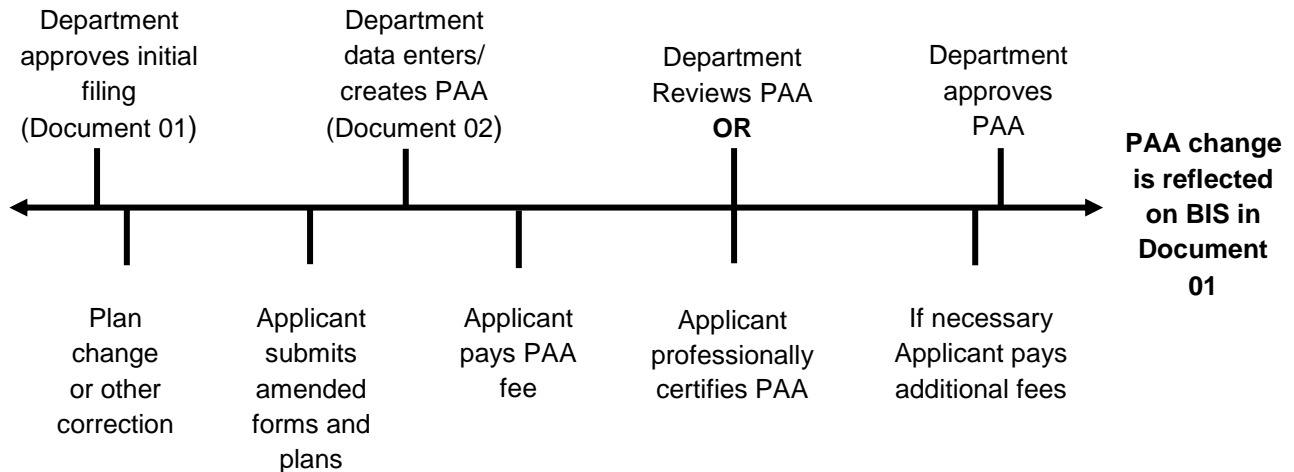 Department
approves initial
filing
(Document 01)
Department
data enters/
creates PAA
(Document 02)
Department
Reviews PAA
OR
Department
approves
PAA
PAA change
is reflected
on BIS in
Document
01
Plan
change
or other
correction
Applicant
submits
amended
forms and
plans
Applicant
pays PAA
fee
Applicant
professionally
certifies PAA
If necessary
Applicant pays
additional fees